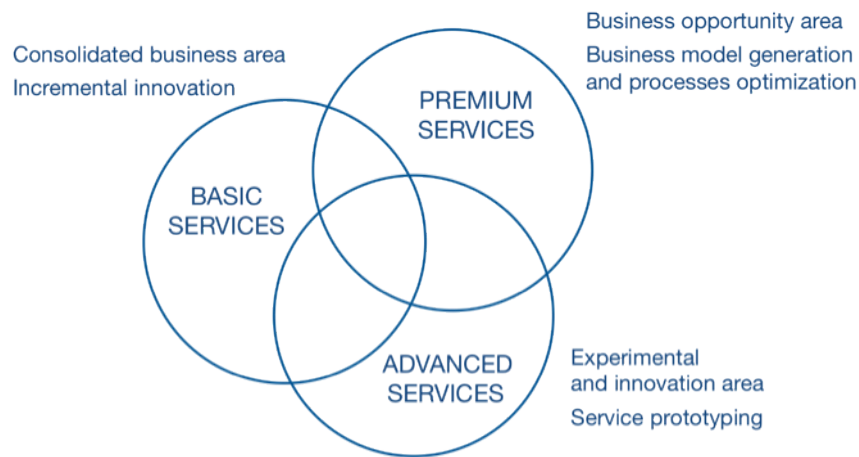 Business opportunity area
Business model generation
and processes optimization
Consolidated business area
Incremental innovation
PREMIUM
SERVICES
BASIC
SERVICES
ADVANCED
SERVICES
Experimental
and innovation area
Service prototyping